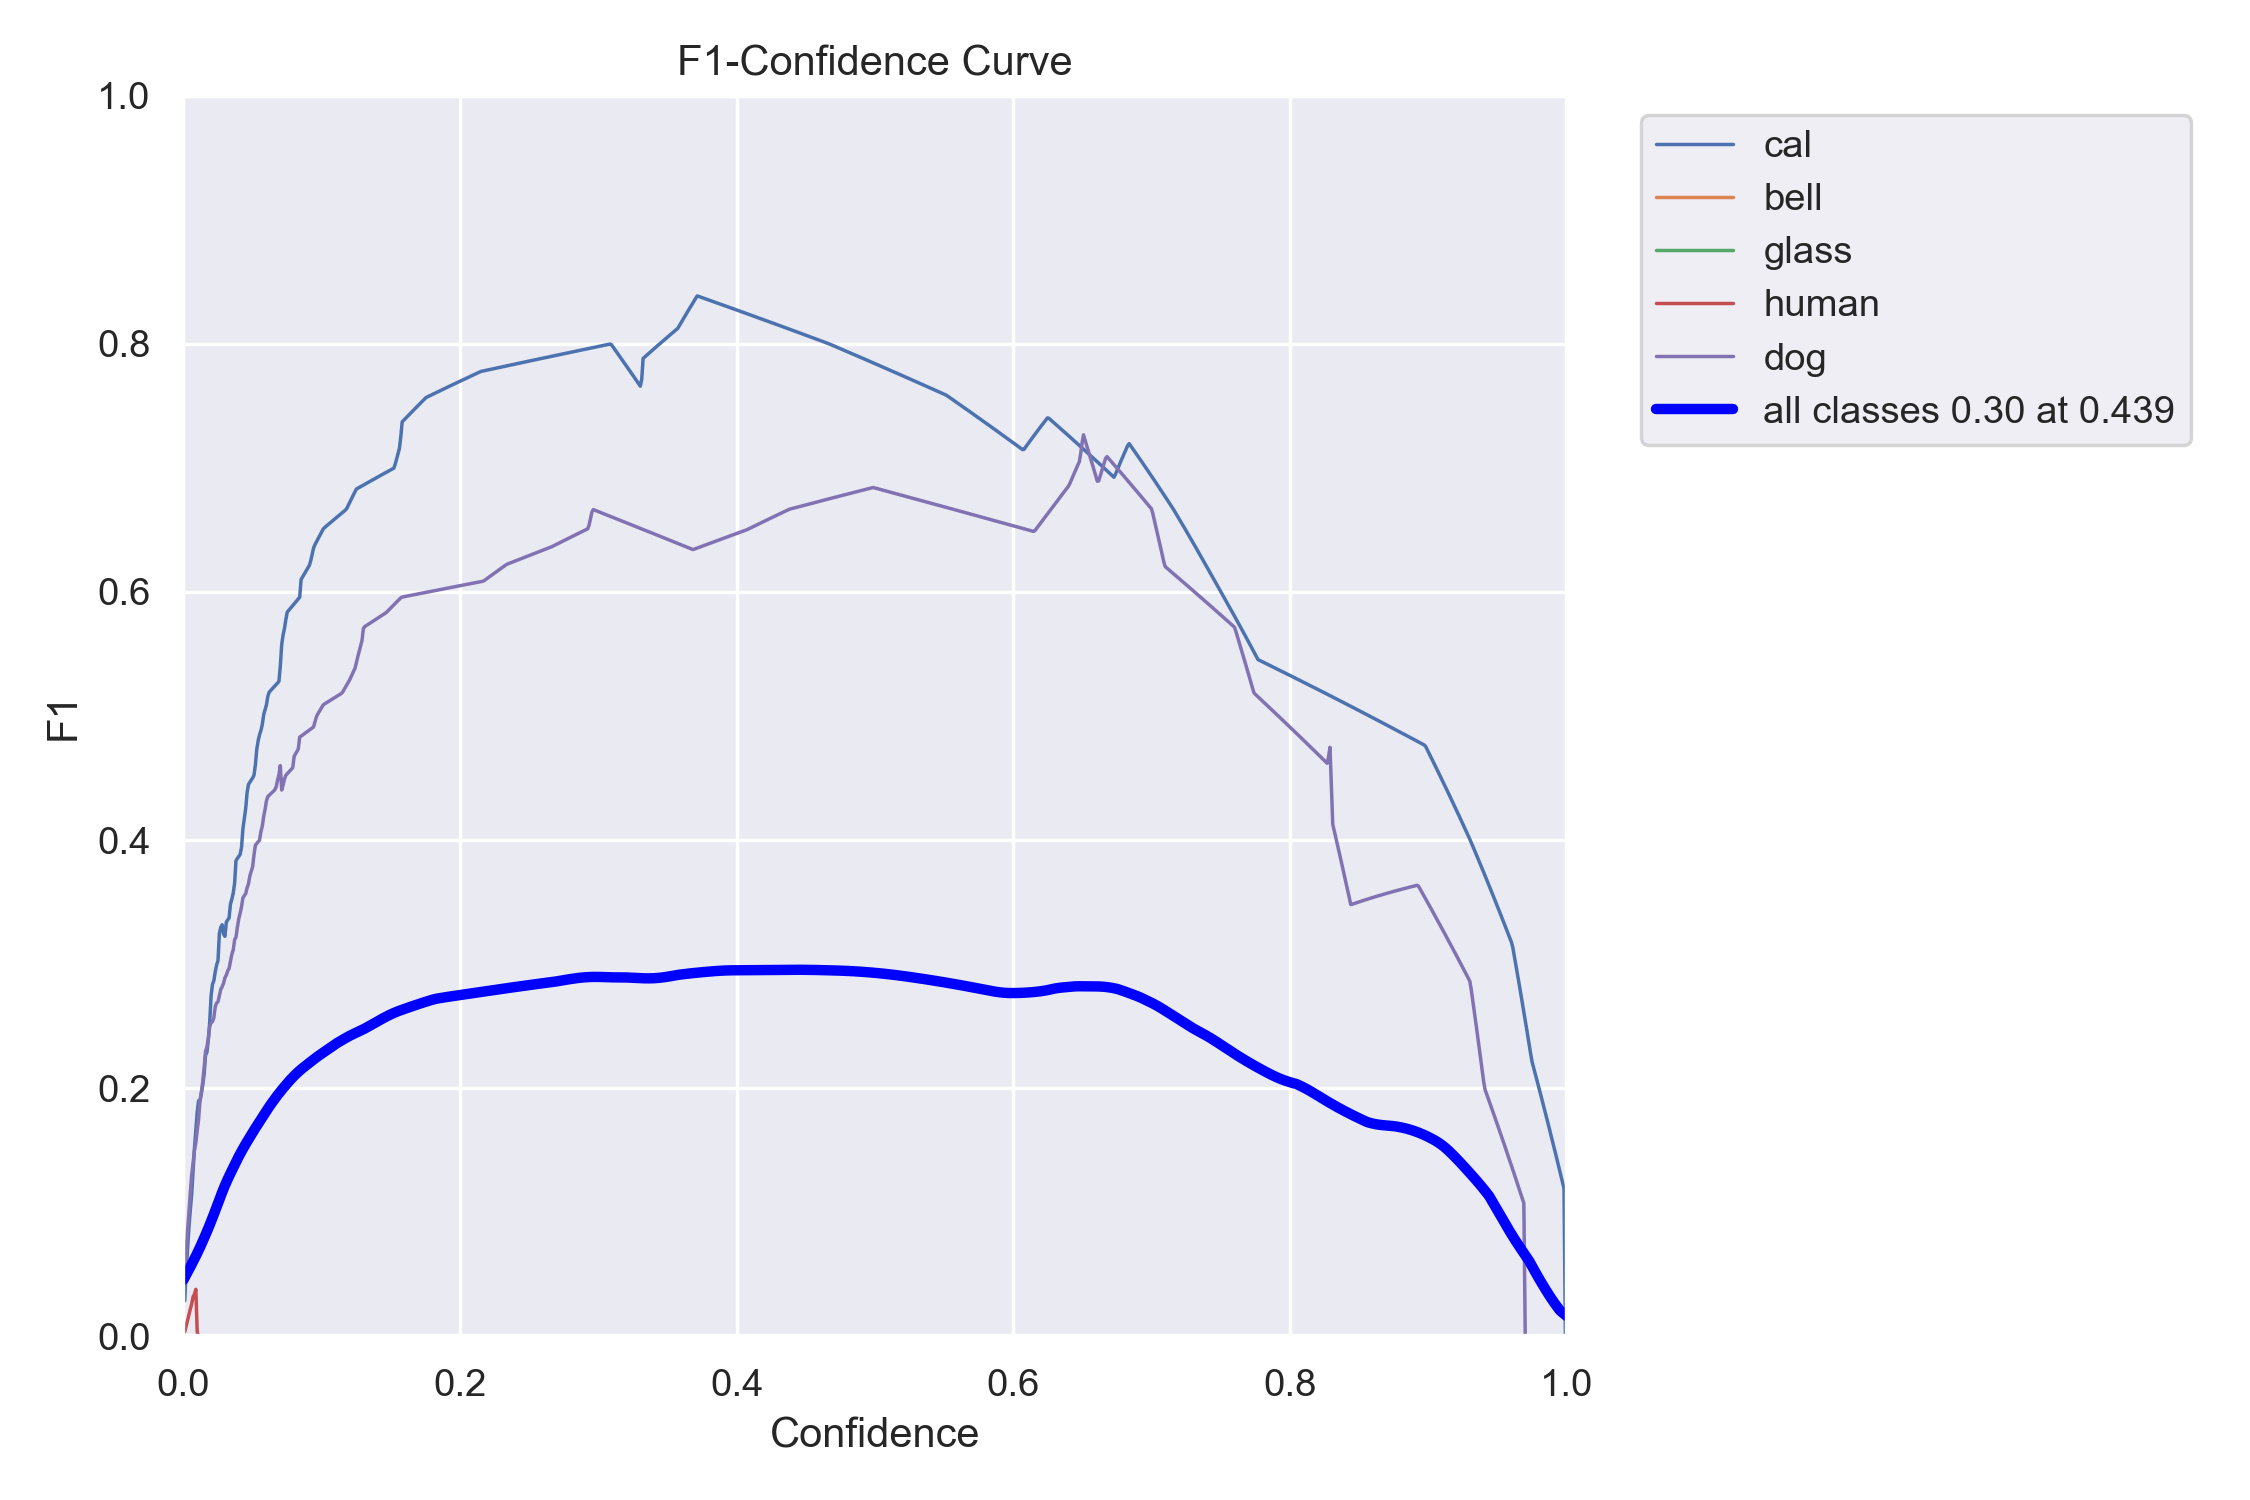 F1-Confidence Curve
1.0
0.8
0.6
0.4
0.2
0.0
F1
0.0 0.2 0.4 0.6 0.8 1.0
Confidence
cal
bell
glass
human
dog
all classes 0.30 at 0.439